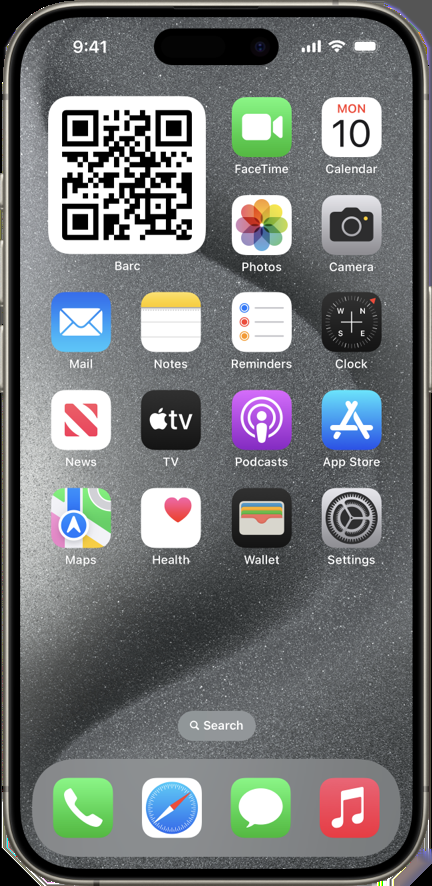 9:41
MON
10
FaceTime
Calendar
Barc
Photos
Camera
W N
S E
Mail
Notes
Reminders
Clock
tv
News
TV
Podcasts
App Store
Maps
Health
Wallet
Settings
Search